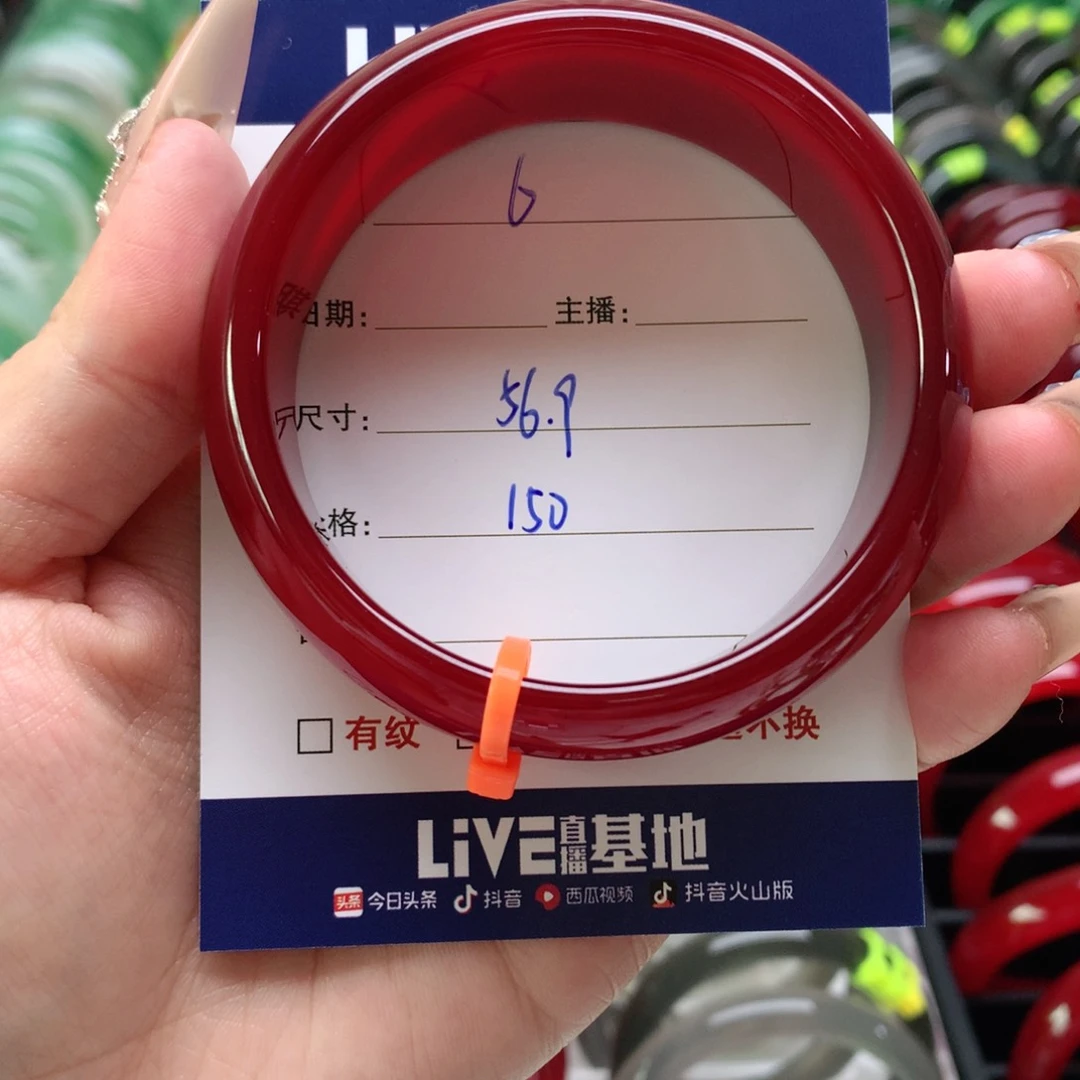 6
日期: 主播:
尺寸: 56.9
格: 150
有纹 不换
LiVE直播基地
头条 今日头条 抖音 西瓜视频 抖音火山版